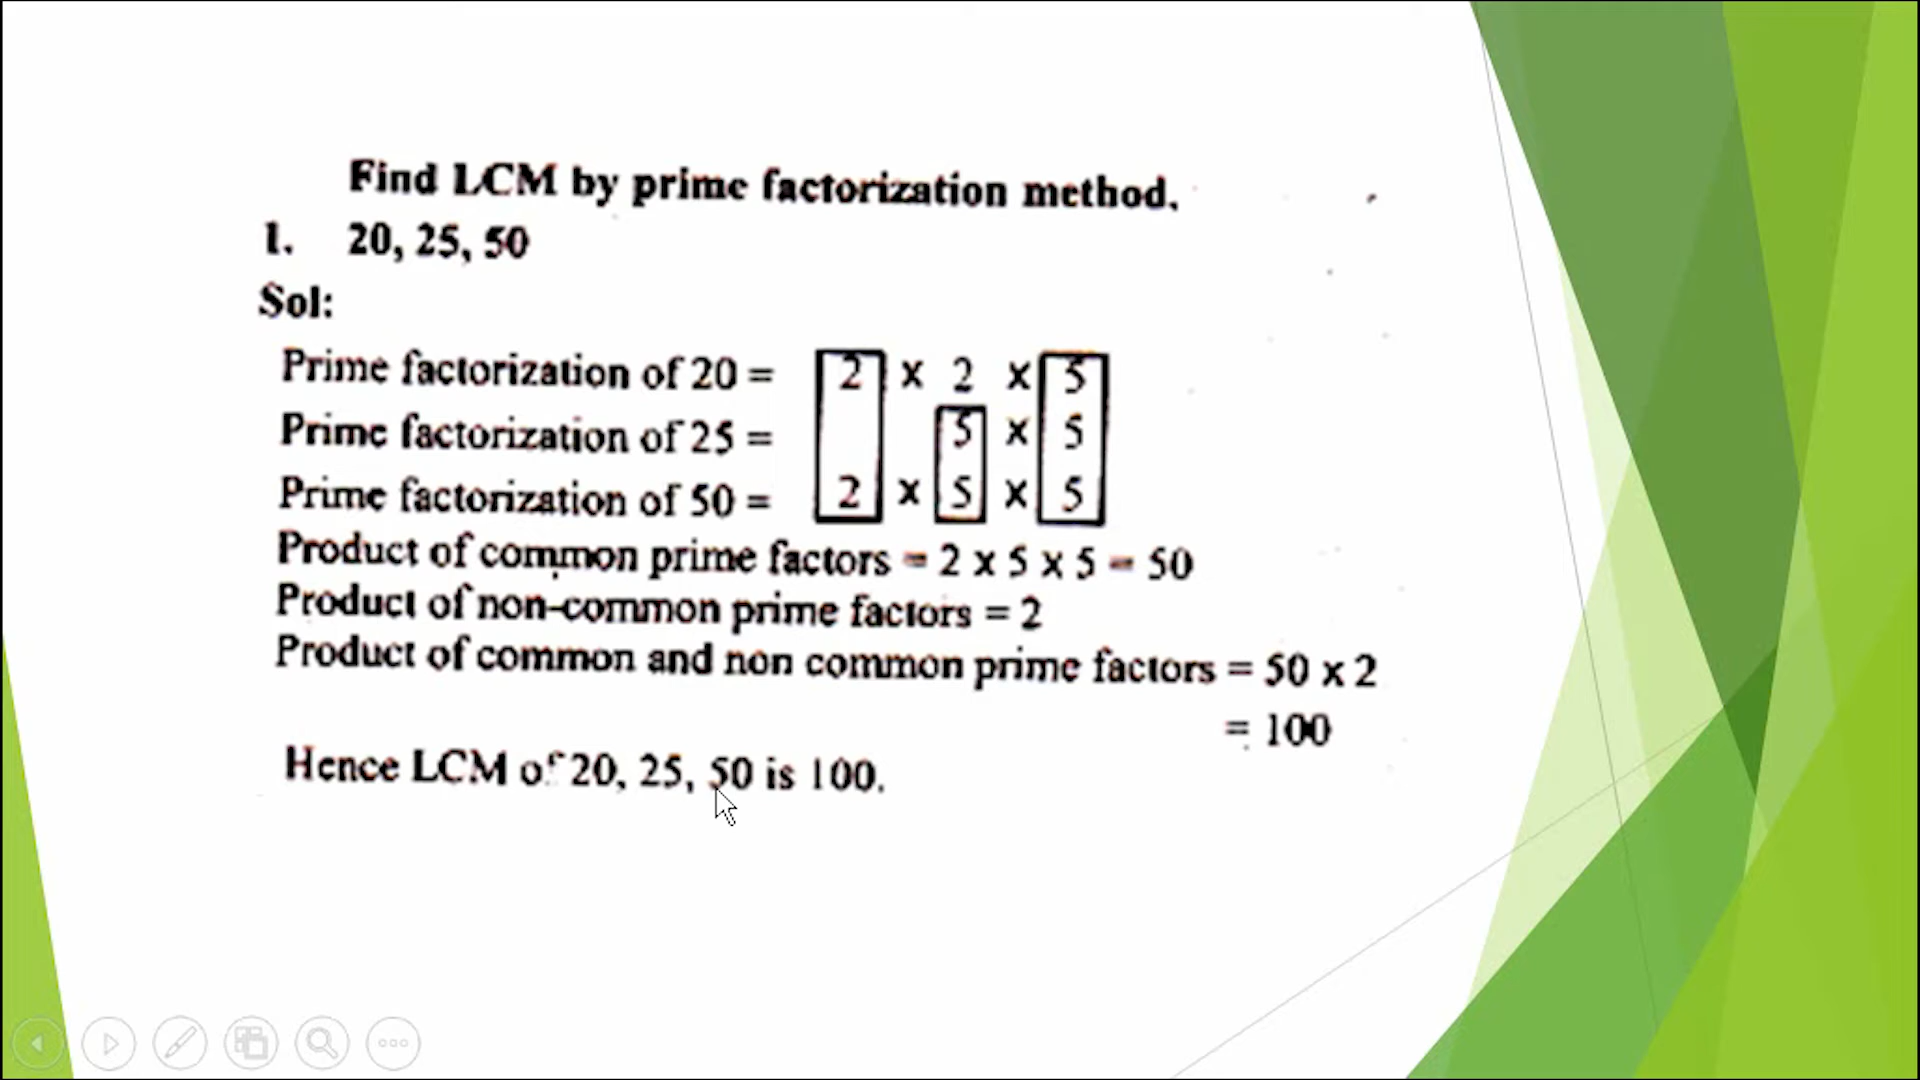 Find LCM by prime factorization method.
1. 20, 25, 50
Sol:
Prime factorization of 20 = 2 x 2 x 5
Prime factorization of 25 = 5 x 5
Prime factorization of 50 = 2 x 5 x 5
Product of common prime factors = 2 x 5 x 5 = 50
Product of non-common prime factors = 2
Product of common and non common prime factors = 50 x 2
= 100
Hence LCM of 20, 25, 50 is 100.